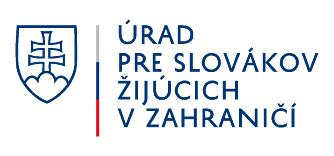 ÚRAD
PRE SLOVÁKOV
ŽIJÚCICH
V ZAHRANIČÍ